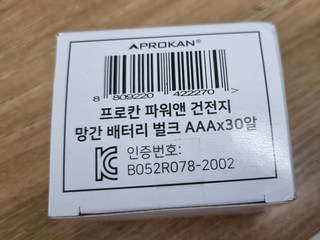 APROKAN®
8 809220 422270 >
프로칸 파워앤 건전지
망간 배터리 벌크 AAAx30알
인증번호:
B052R078-2002